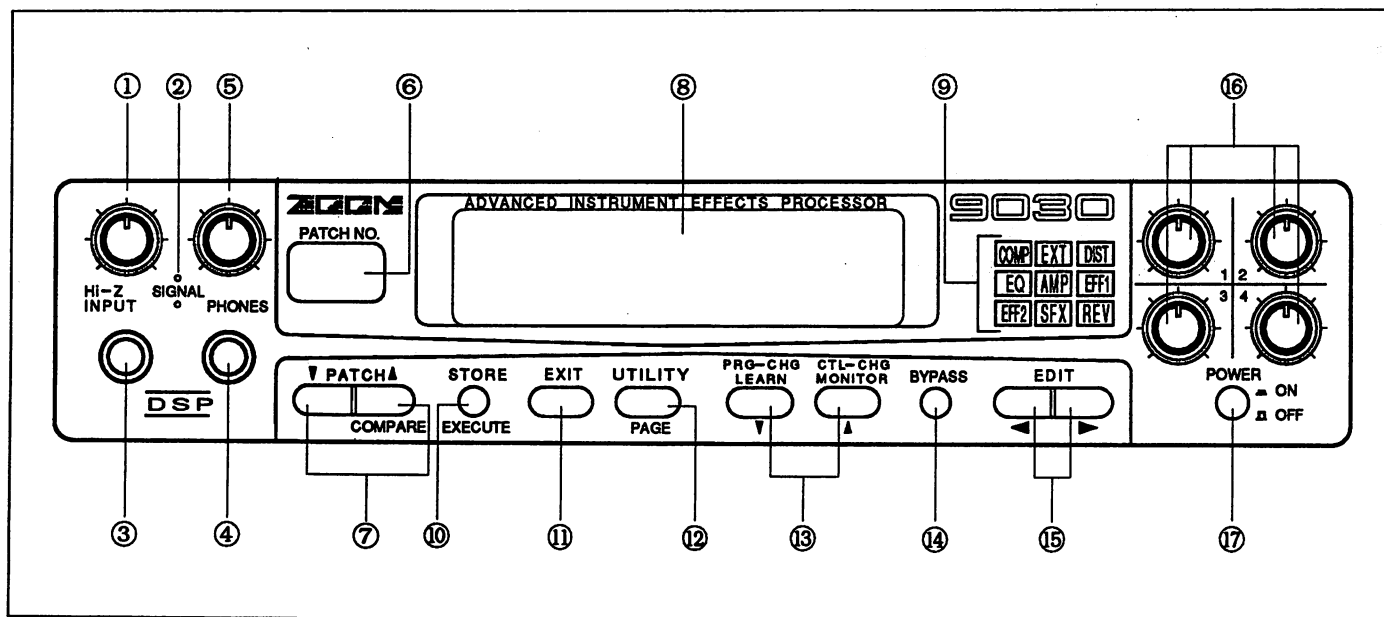 ① ② ⑤ ⑥ ⑧ ⑨ ⑯
ZOOM
ADVANCED INSTRUMENT EFFECTS PROCESSOR
9030
PATCH NO.
COMP EXT DIST
EQ AMP EFF1
EFF2 SFX REV
Hi-Z INPUT
SIGNAL
PHONES
1 2
3 4
DSP
▼ PATCH ▲
COMPARE
STORE
EXECUTE
EXIT
UTILITY
PAGE
PRG-CHG
LEARN
▼
CTL-CHG
MONITOR
▲
BYPASS
EDIT
◀ ▶
POWER
ON
OFF
③ ④ ⑦ ⑩ ⑪ ⑫ ⑬ ⑭ ⑮ ⑰